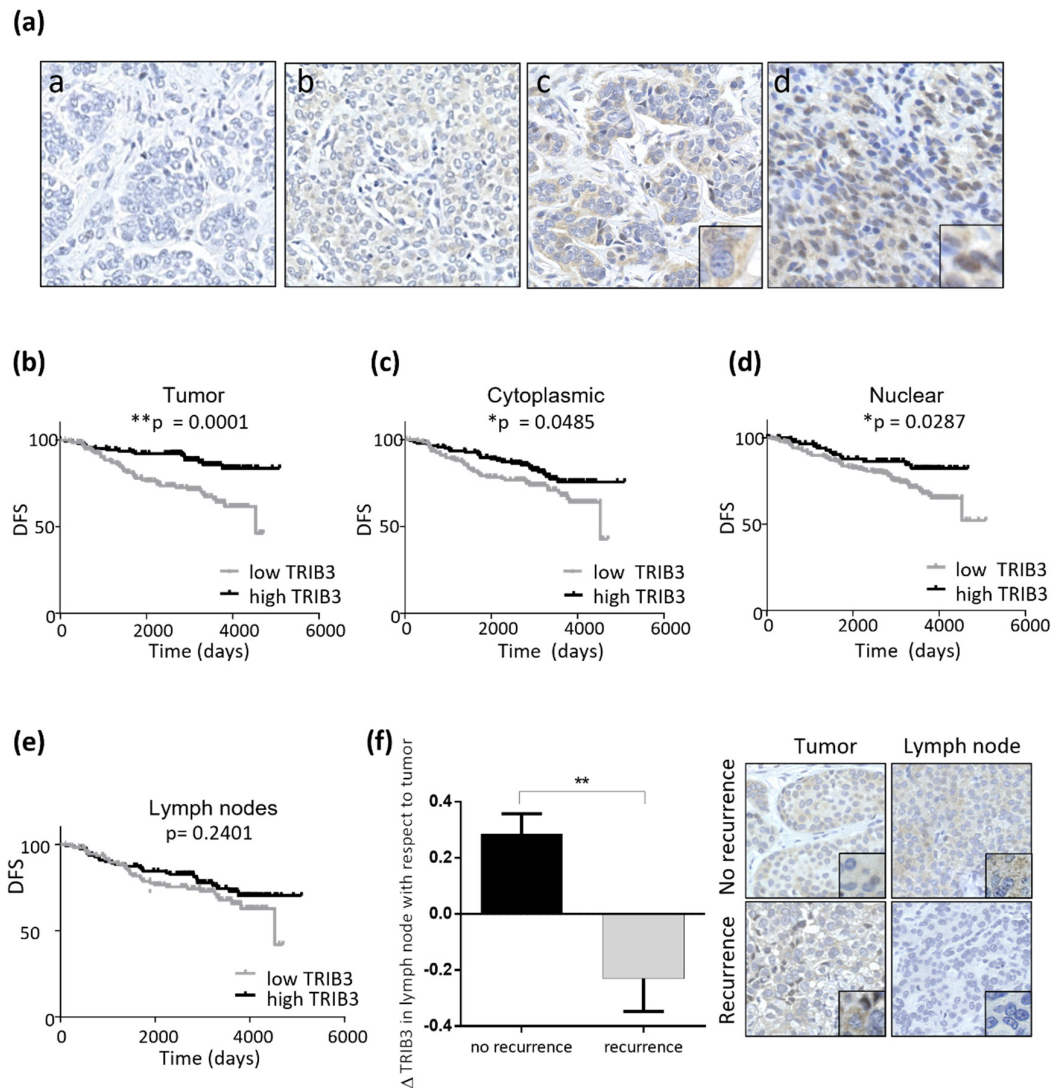 (a)
a
b
c
d
(b)
Tumor
**p = 0.0001
DFS
100
50
0
low TRIB3
high TRIB3
0 2000 4000 6000
Time (days)
(c)
Cytoplasmic
*p = 0.0485
DFS
100
50
0
low TRIB3
high TRIB3
0 2000 4000 6000
Time (days)
(d)
Nuclear
*p = 0.0287
DFS
100
50
0
low TRIB3
high TRIB3
0 2000 4000 6000
Time (days)
(e)
Lymph nodes
p= 0.2401
DFS
100
50
0
low TRIB3
high TRIB3
0 2000 4000 6000
Time (days)
(f)
Δ TRIB3 in lymph node with respect to tumor
0.4
0.2
0.0
-0.2
-0.4
**
no recurrence recurrence
Tumor Lymph node
No recurrence
Recurrence